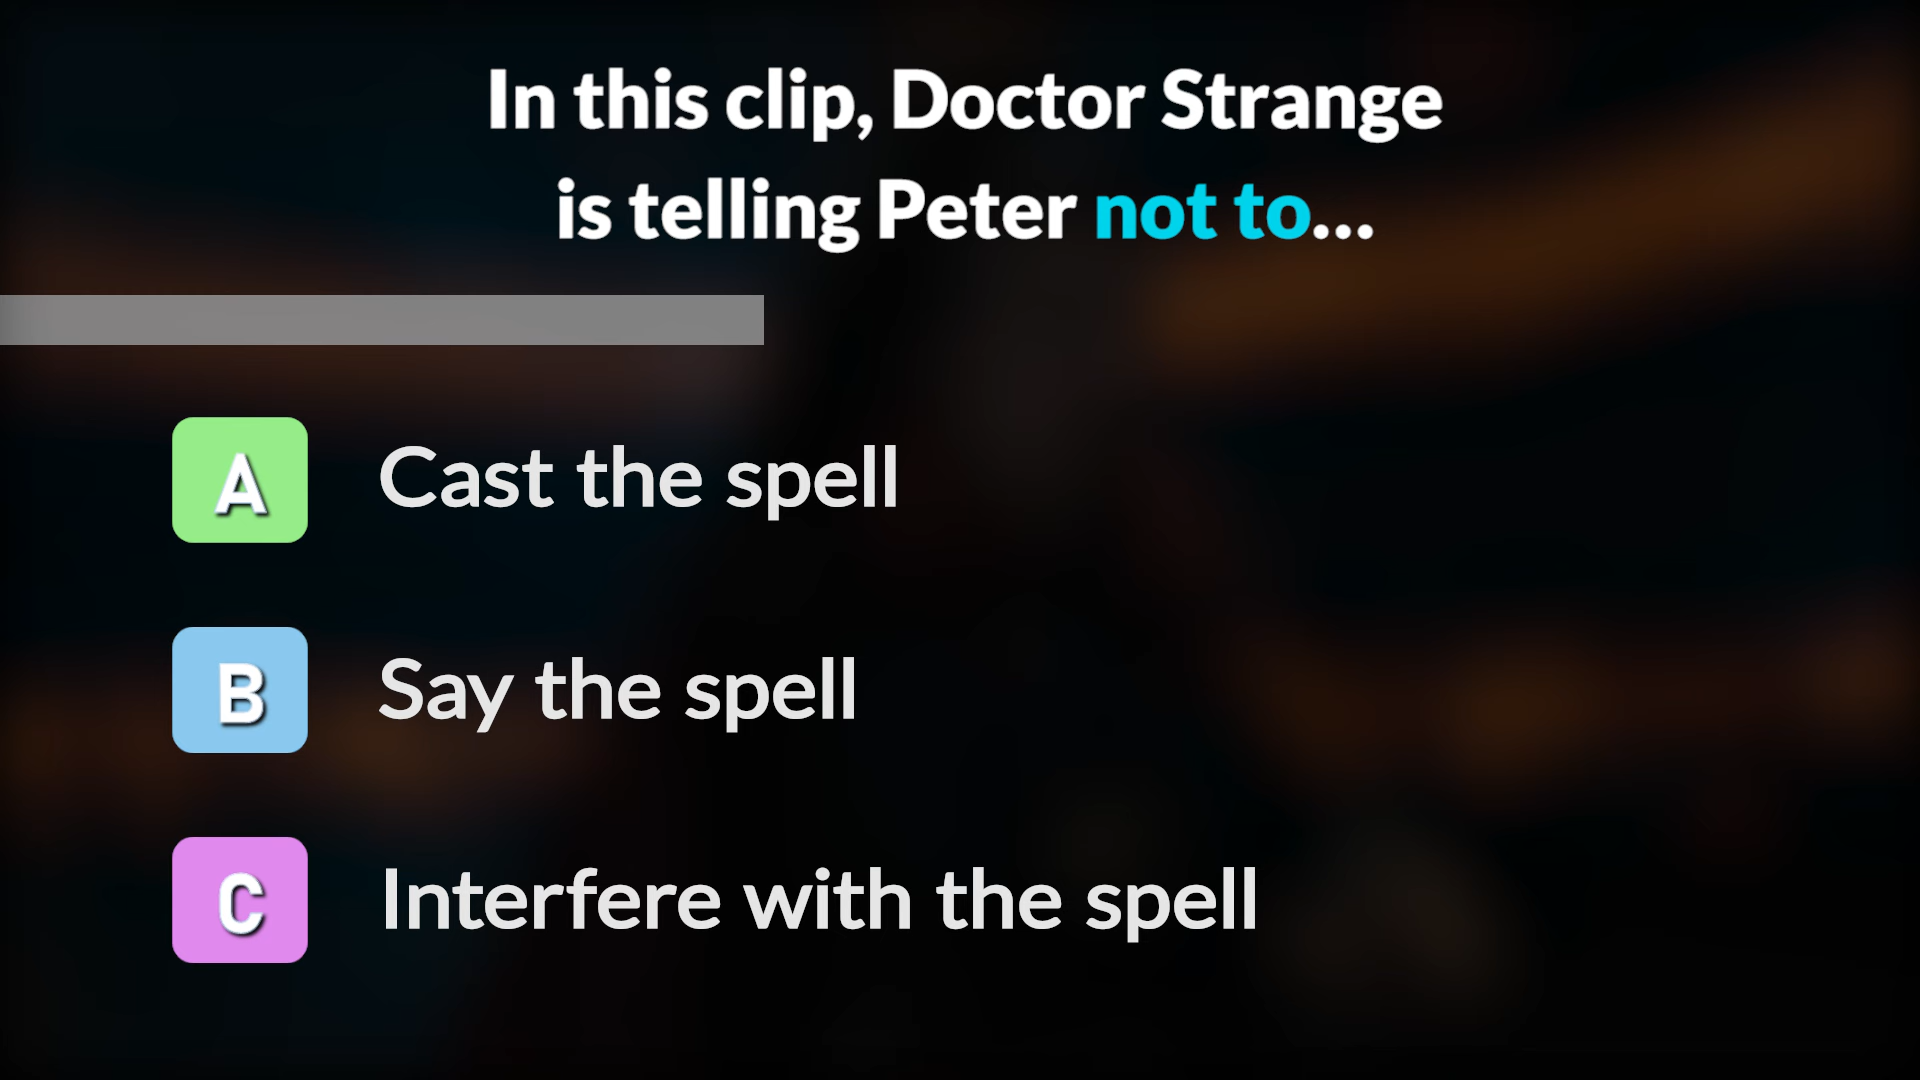 In this clip, Doctor Strange
is telling Peter not to...
A Cast the spell
B Say the spell
C Interfere with the spell